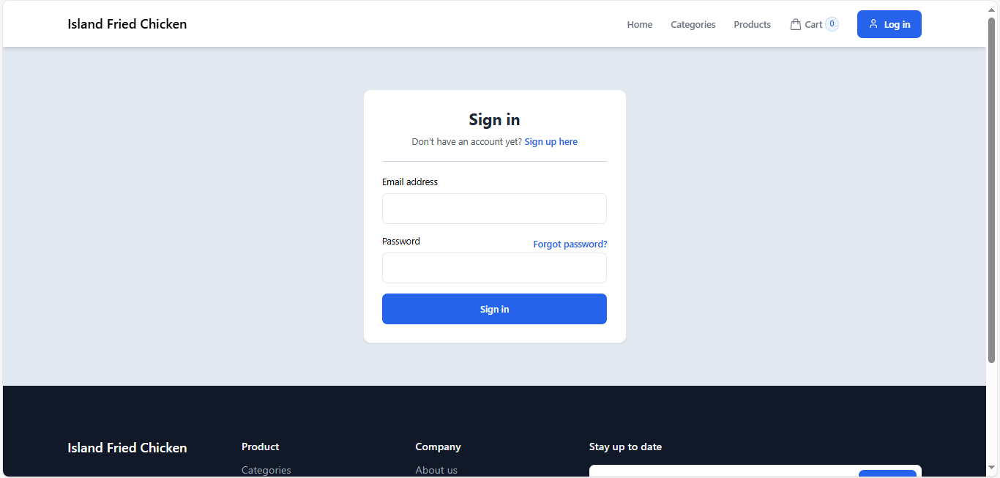 Island Fried Chicken
Home
Categories
Products
Cart 0
Log in
Sign in
Don't have an account yet? Sign up here
Email address
Password
Forgot password?
Sign in
Island Fried Chicken
Product
Company
Stay up to date
Categories
About us